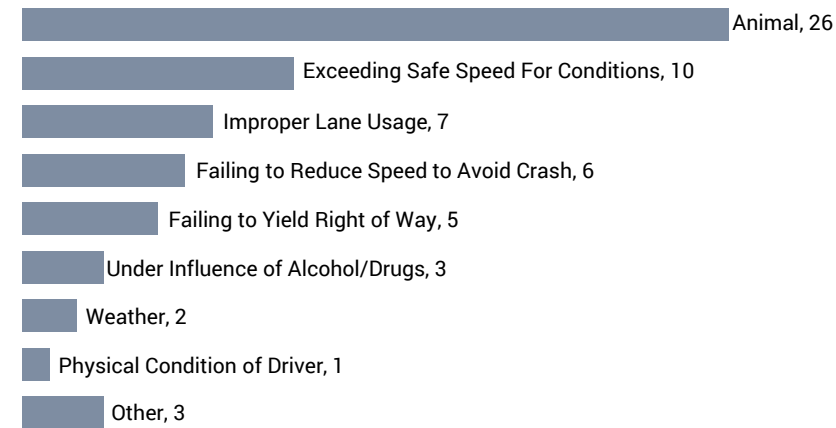 Animal, 26
Exceeding Safe Speed For Conditions, 10
Improper Lane Usage, 7
Failing to Reduce Speed to Avoid Crash, 6
Failing to Yield Right of Way, 5
Under Influence of Alcohol/Drugs, 3
Weather, 2
Physical Condition of Driver, 1
Other, 3